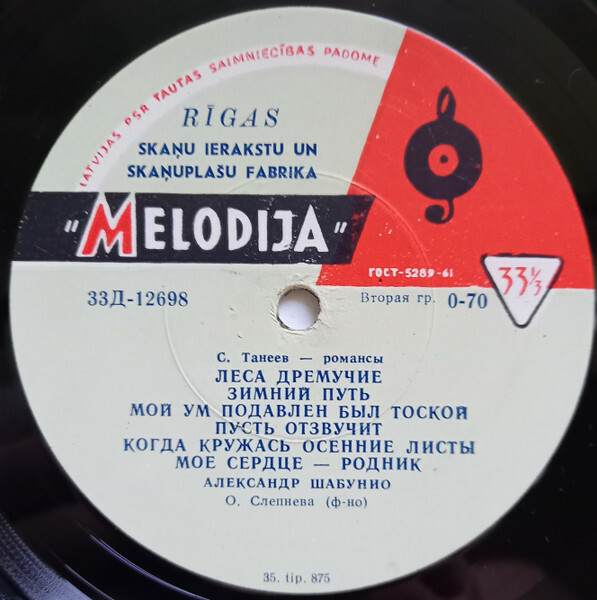 LATVIJAS PSR TAUTAS SAIMNIECĪBAS PADOME
RĪGAS
SKAŅU IERAKSTU UN
SKAŅUPLAŠU FABRIKA
"MELODIJA"
ГОСТ-5289-61
33⅓
33Д-12698
Вторая гр. 0-70
С. Танеев — романсы
ЛЕСА ДРЕМУЧИЕ
ЗИМНИЙ ПУТЬ
МОЙ УМ ПОДАВЛЕН БЫЛ ТОСКОЙ
ПУСТЬ ОТЗВУЧИТ
КОГДА КРУЖАСЬ ОСЕННИЕ ЛИСТЫ
МОЕ СЕРДЦЕ — РОДНИК
АЛЕКСАНДР ШАБУНИО
О. Слепнева (ф-но)
35. tip. 875